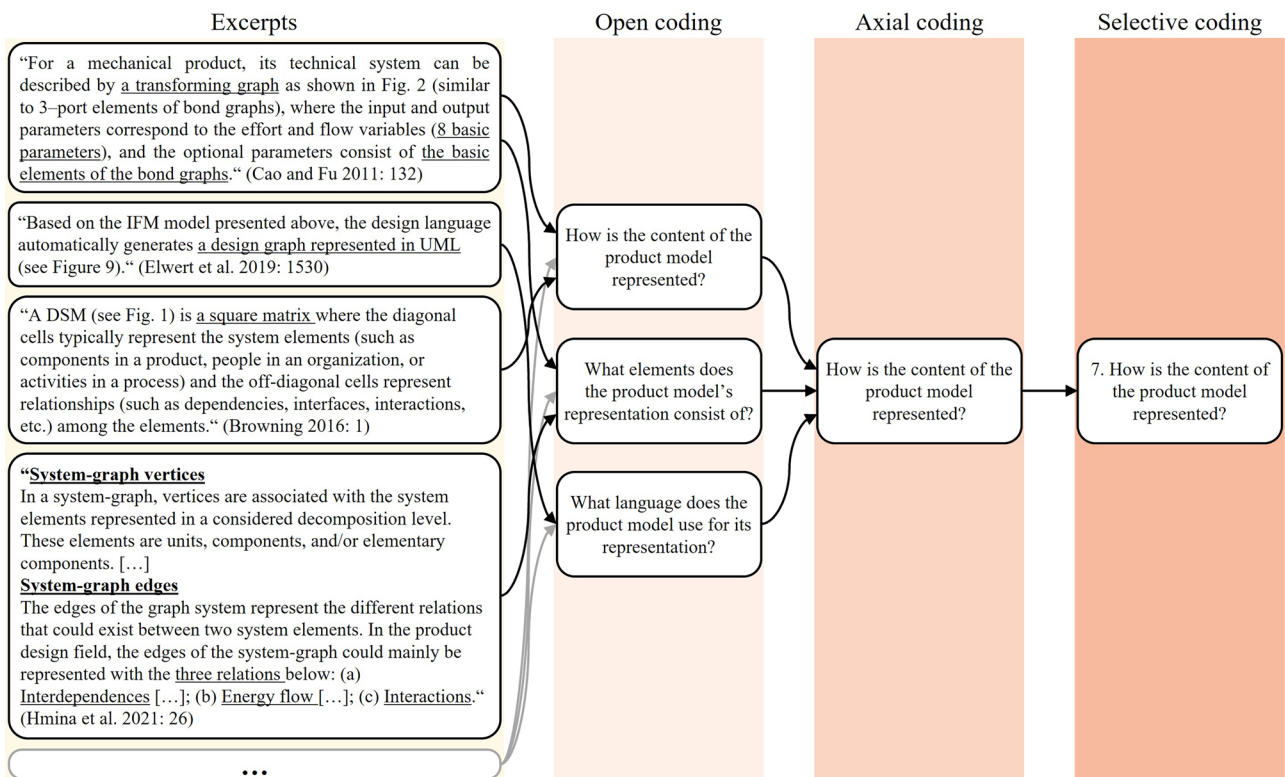 Excerpts
“For a mechanical product, its technical system can be
described by a transforming graph as shown in Fig. 2 (similar
to 3–port elements of bond graphs), where the input and output
parameters correspond to the effort and flow variables (8 basic
parameters), and the optional parameters consist of the basic
elements of the bond graphs.“ (Cao and Fu 2011: 132)
“Based on the IFM model presented above, the design language
automatically generates a design graph represented in UML
(see Figure 9).“ (Elwert et al. 2019: 1530)
“A DSM (see Fig. 1) is a square matrix where the diagonal
cells typically represent the system elements (such as
components in a product, people in an organization, or
activities in a process) and the off-diagonal cells represent
relationships (such as dependencies, interfaces, interactions,
etc.) among the elements.“ (Browning 2016: 1)
“System-graph vertices
In a system-graph, vertices are associated with the system
elements represented in a considered decomposition level.
These elements are units, components, and/or elementary
components. […]
System-graph edges
The edges of the graph system represent the different relations
that could exist between two system elements. In the product
design field, the edges of the system-graph could mainly be
represented with the three relations below: (a)
Interdependences […]; (b) Energy flow […]; (c) Interactions.“
(Hmina et al. 2021: 26)
...
Open coding
How is the content of the
product model
represented?
What elements does
the product model’s
representation consist of?
What language does the
product model use for its
representation?
Axial coding
How is the content of the
product model
represented?
Selective coding
7. How is the content of
the product model
represented?